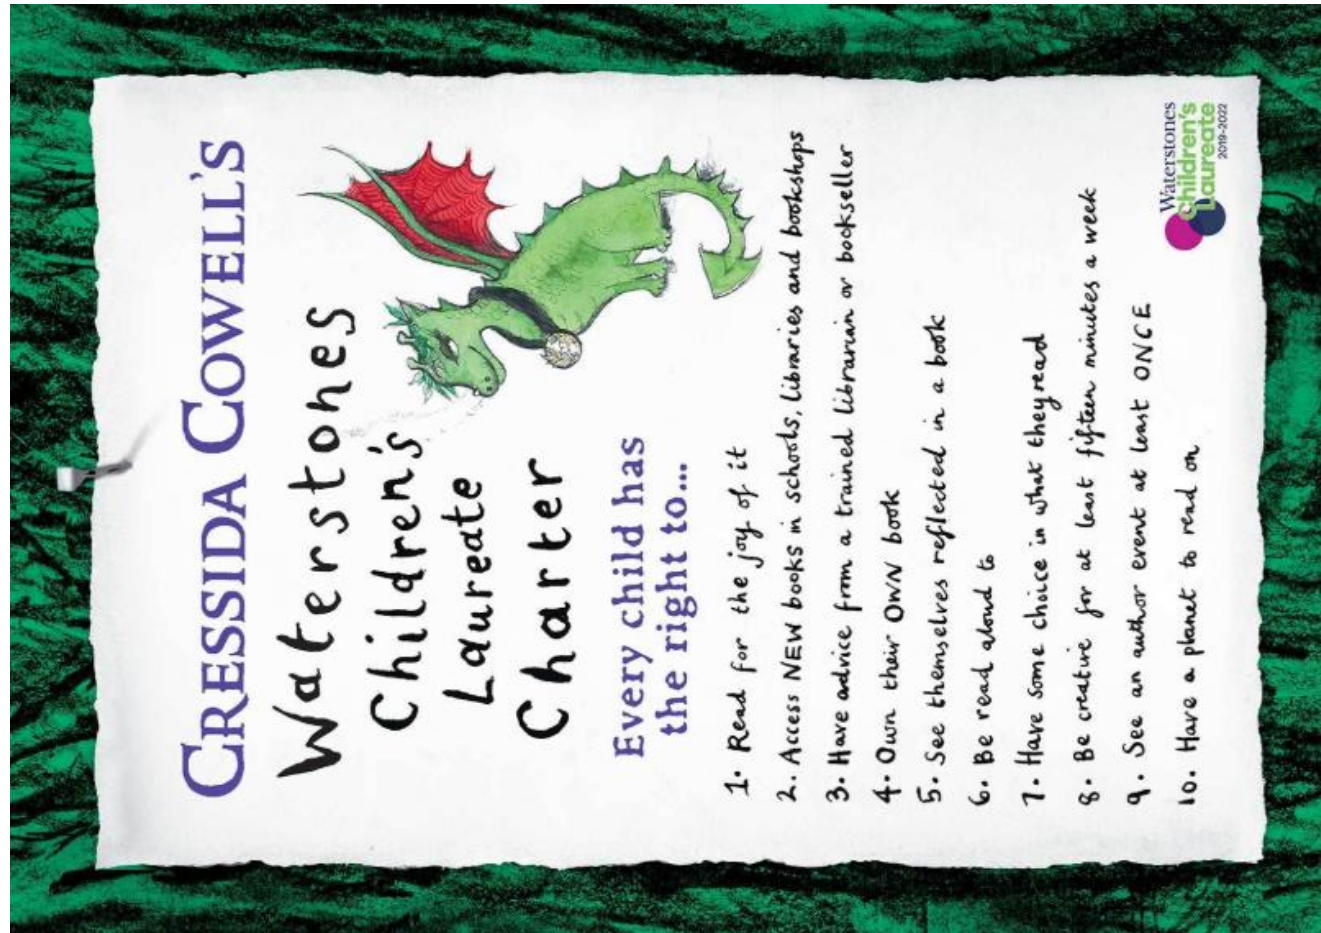 CRESSIDA COWELL'S
Waterstones
Children's
Laureate
Charter
Every child has
the right to...
1. Read for the joy of it
2. Access NEW books in schools, libraries and bookshops
3. Have advice from a trained librarian or bookseller
4. Own their OWN book
5. See themselves reflected in a book
6. Be read aloud to
7. Have some choice in what they read
8. Be creative for at least fifteen minutes a week
9. See an author event at least ONCE
10. Have a planet to read on
Waterstones
Children's
Laureate
2019-2022